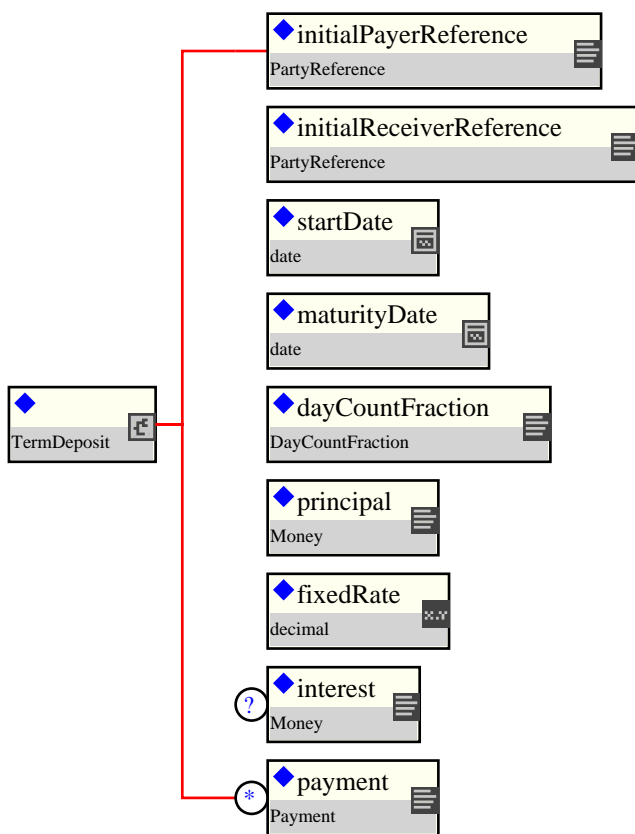 initialPayerReference
PartyReference
initialReceiverReference
PartyReference
startDate
date
maturityDate
date
TermDeposit
dayCountFraction
DayCountFraction
principal
Money
fixedRate
x.y
decimal
?
interest
Money
*
payment
Payment